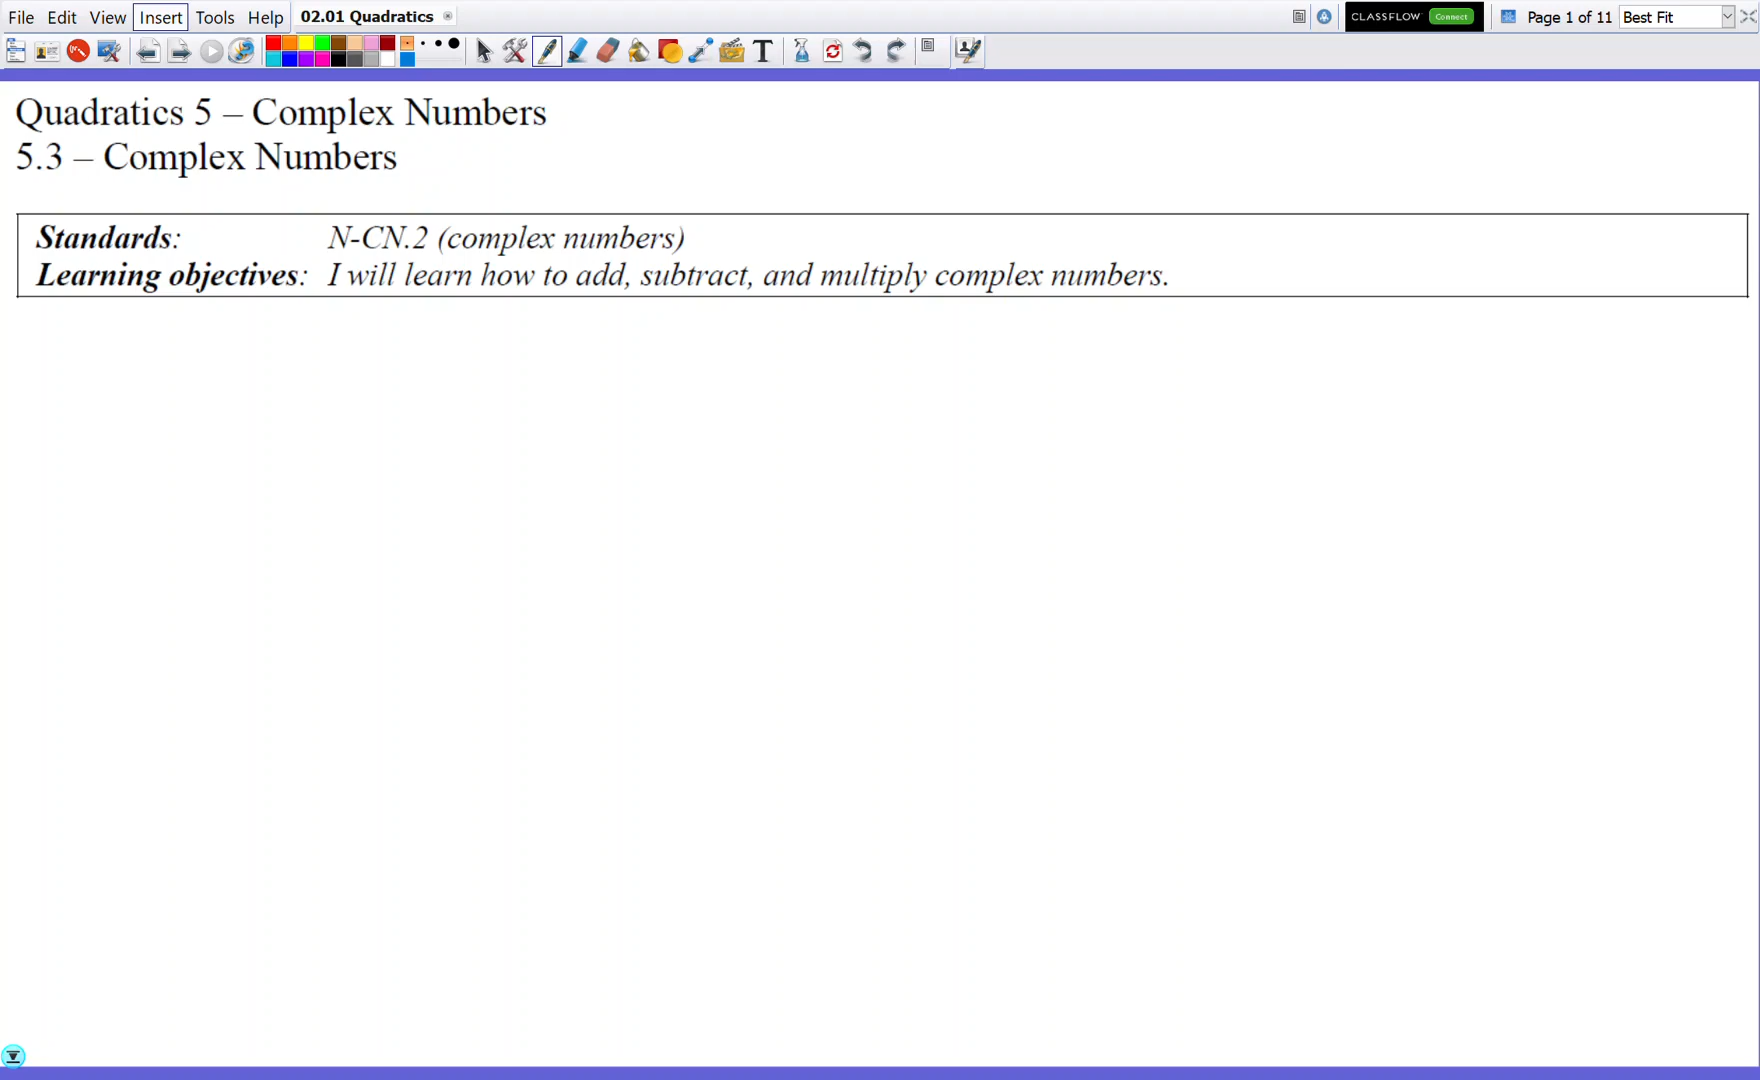 File Edit View Insert Tools Help 02.01 Quadratics CLASSFLOW Connect Page 1 of 11 Best Fit
T
Quadratics 5 – Complex Numbers
5.3 – Complex Numbers
Standards: N-CN.2 (complex numbers)
Learning objectives: I will learn how to add, subtract, and multiply complex numbers.